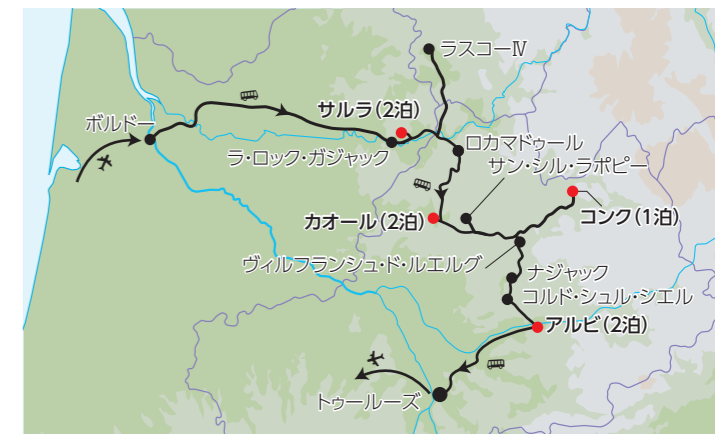 ラスコーⅣ
サルラ(2泊)
ボルドー
ラ・ロック・ガジャック
ロカマドゥール
サン・シル・ラポピー
カオール(2泊)
コンク(1泊)
ヴィルフランシュ・ド・ルエルグ
ナジャック
コルド・シュル・シエル
アルビ(2泊)
トゥールーズ